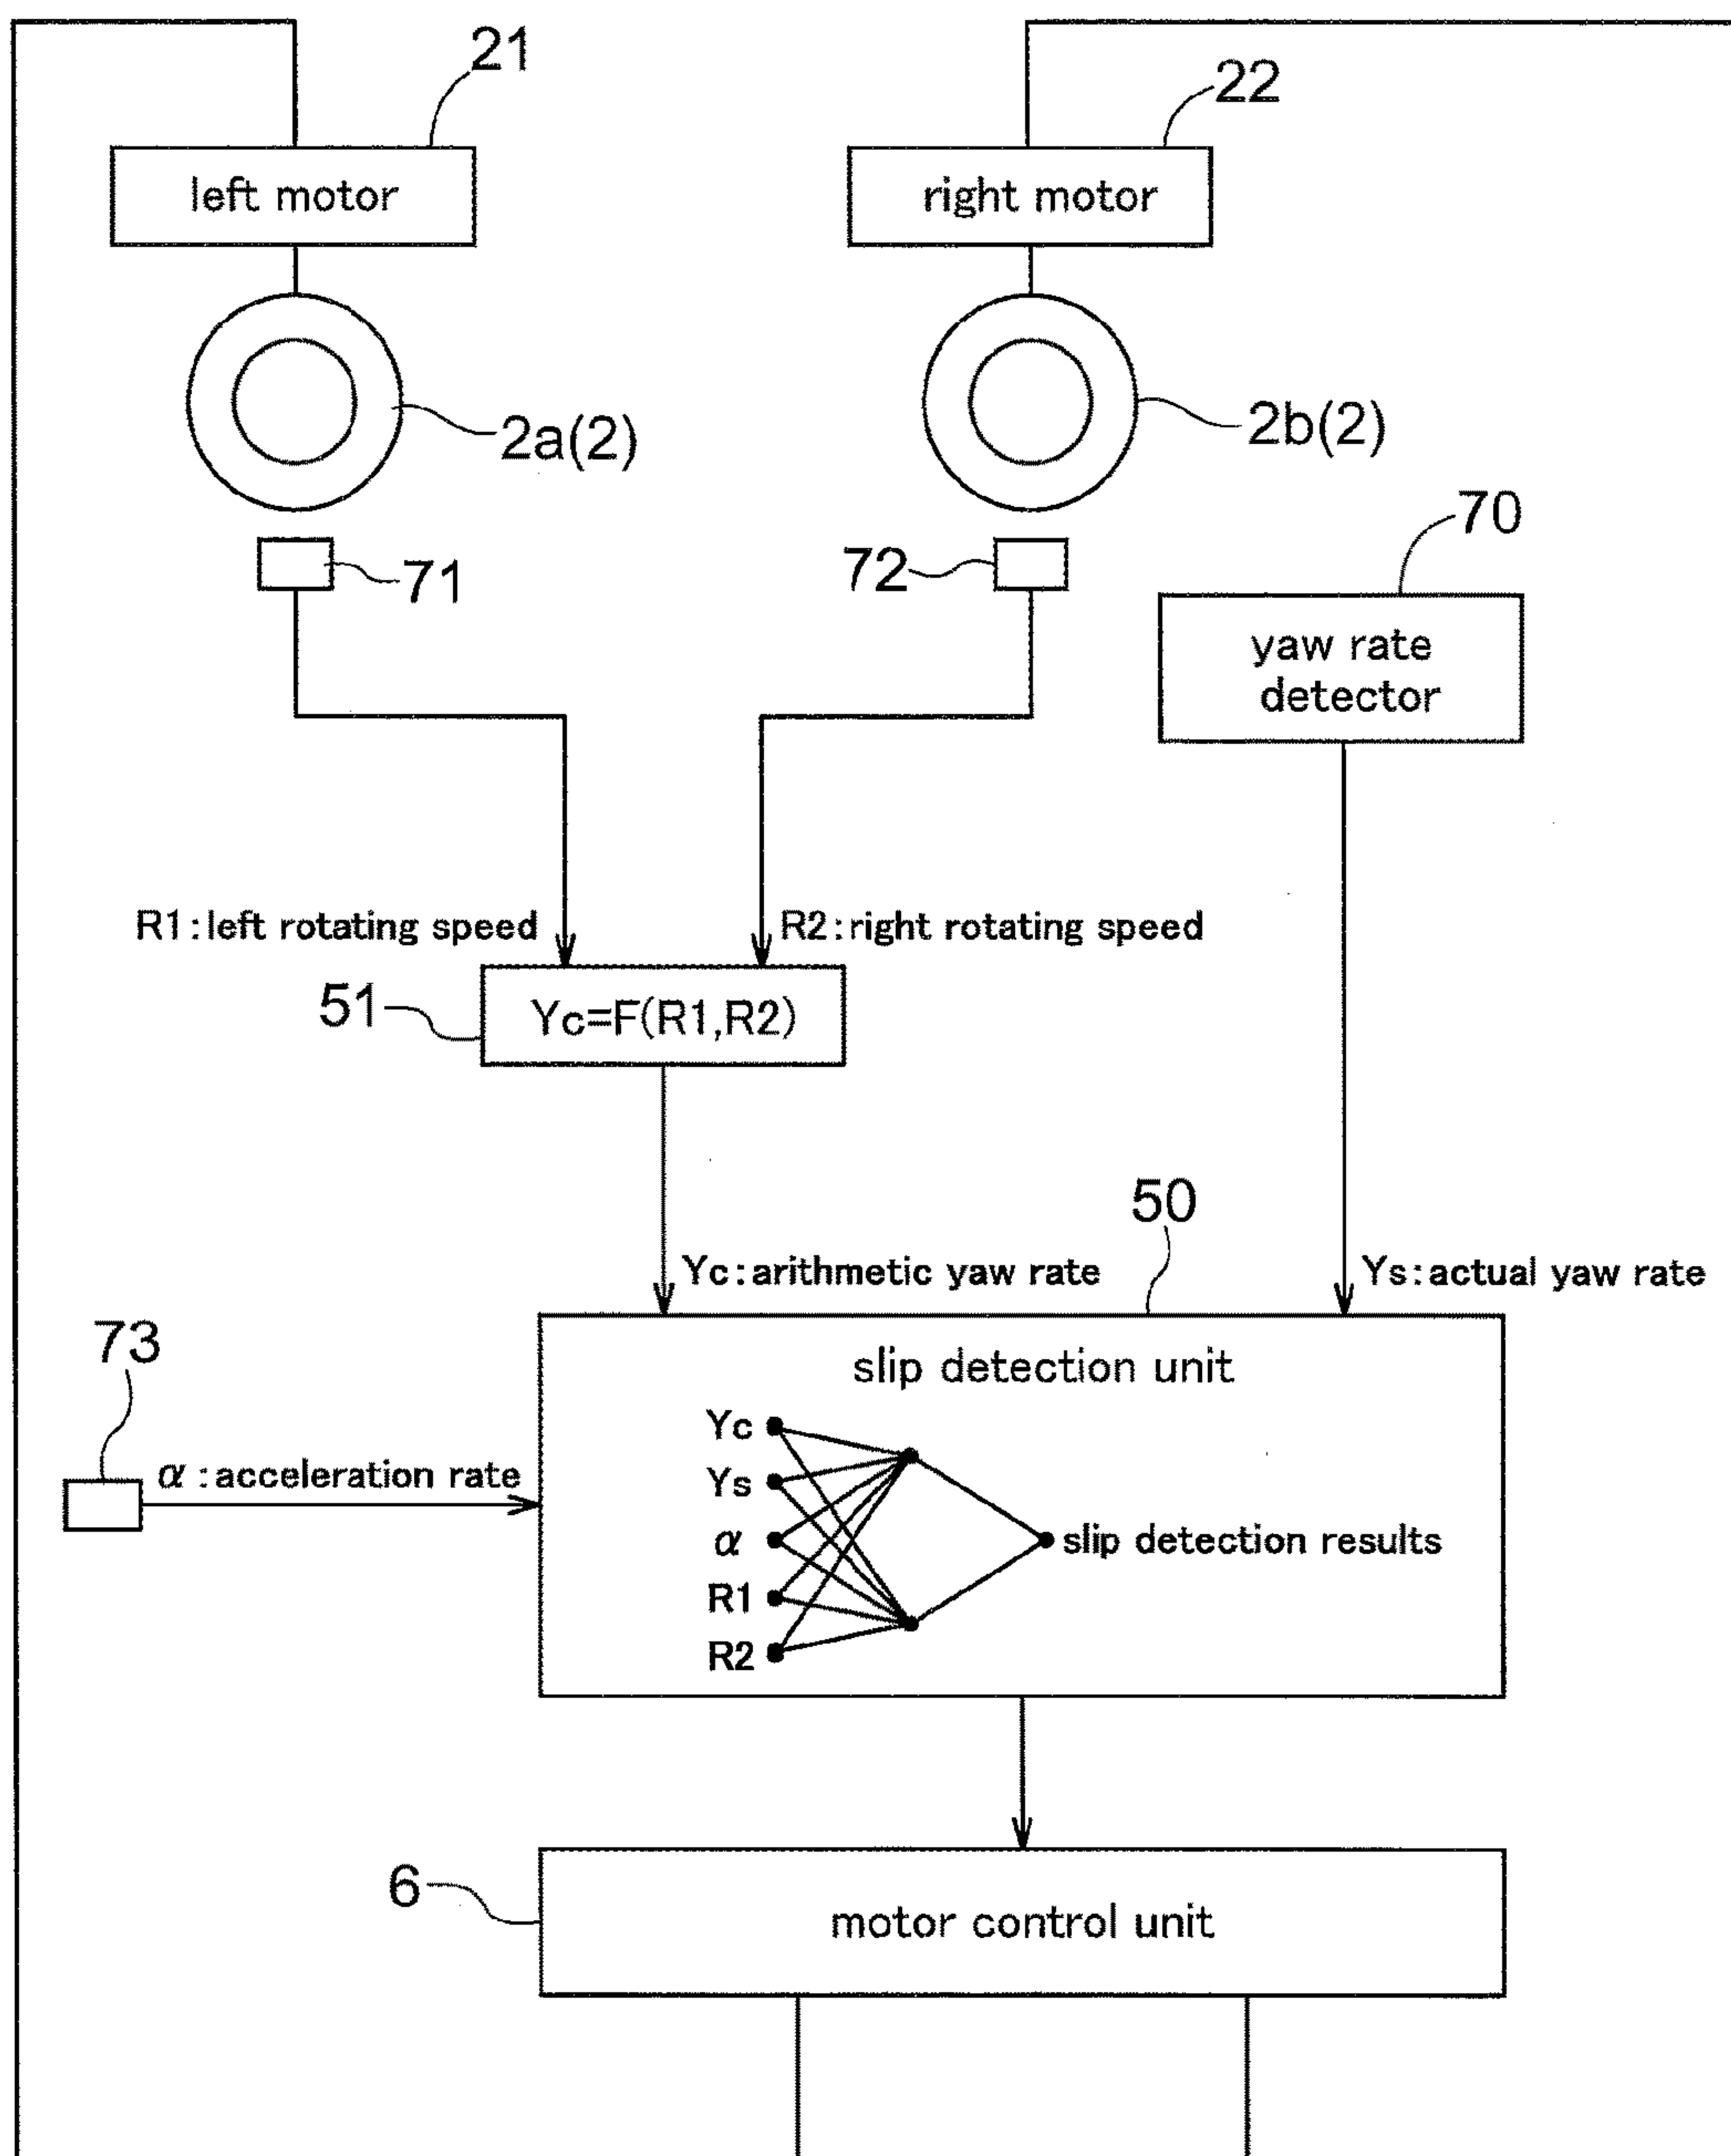 21
22
left motor
right motor
2a(2)
2b(2)
70
71
72
yaw rate
detector
R1:left rotating speed
R2:right rotating speed
51
Yc=F(R1,R2)
50
Yc:arithmetic yaw rate
Ys:actual yaw rate
73
slip detection unit
α:acceleration rate
Yc
Ys
α
slip detection results
R1
R2
6
motor control unit